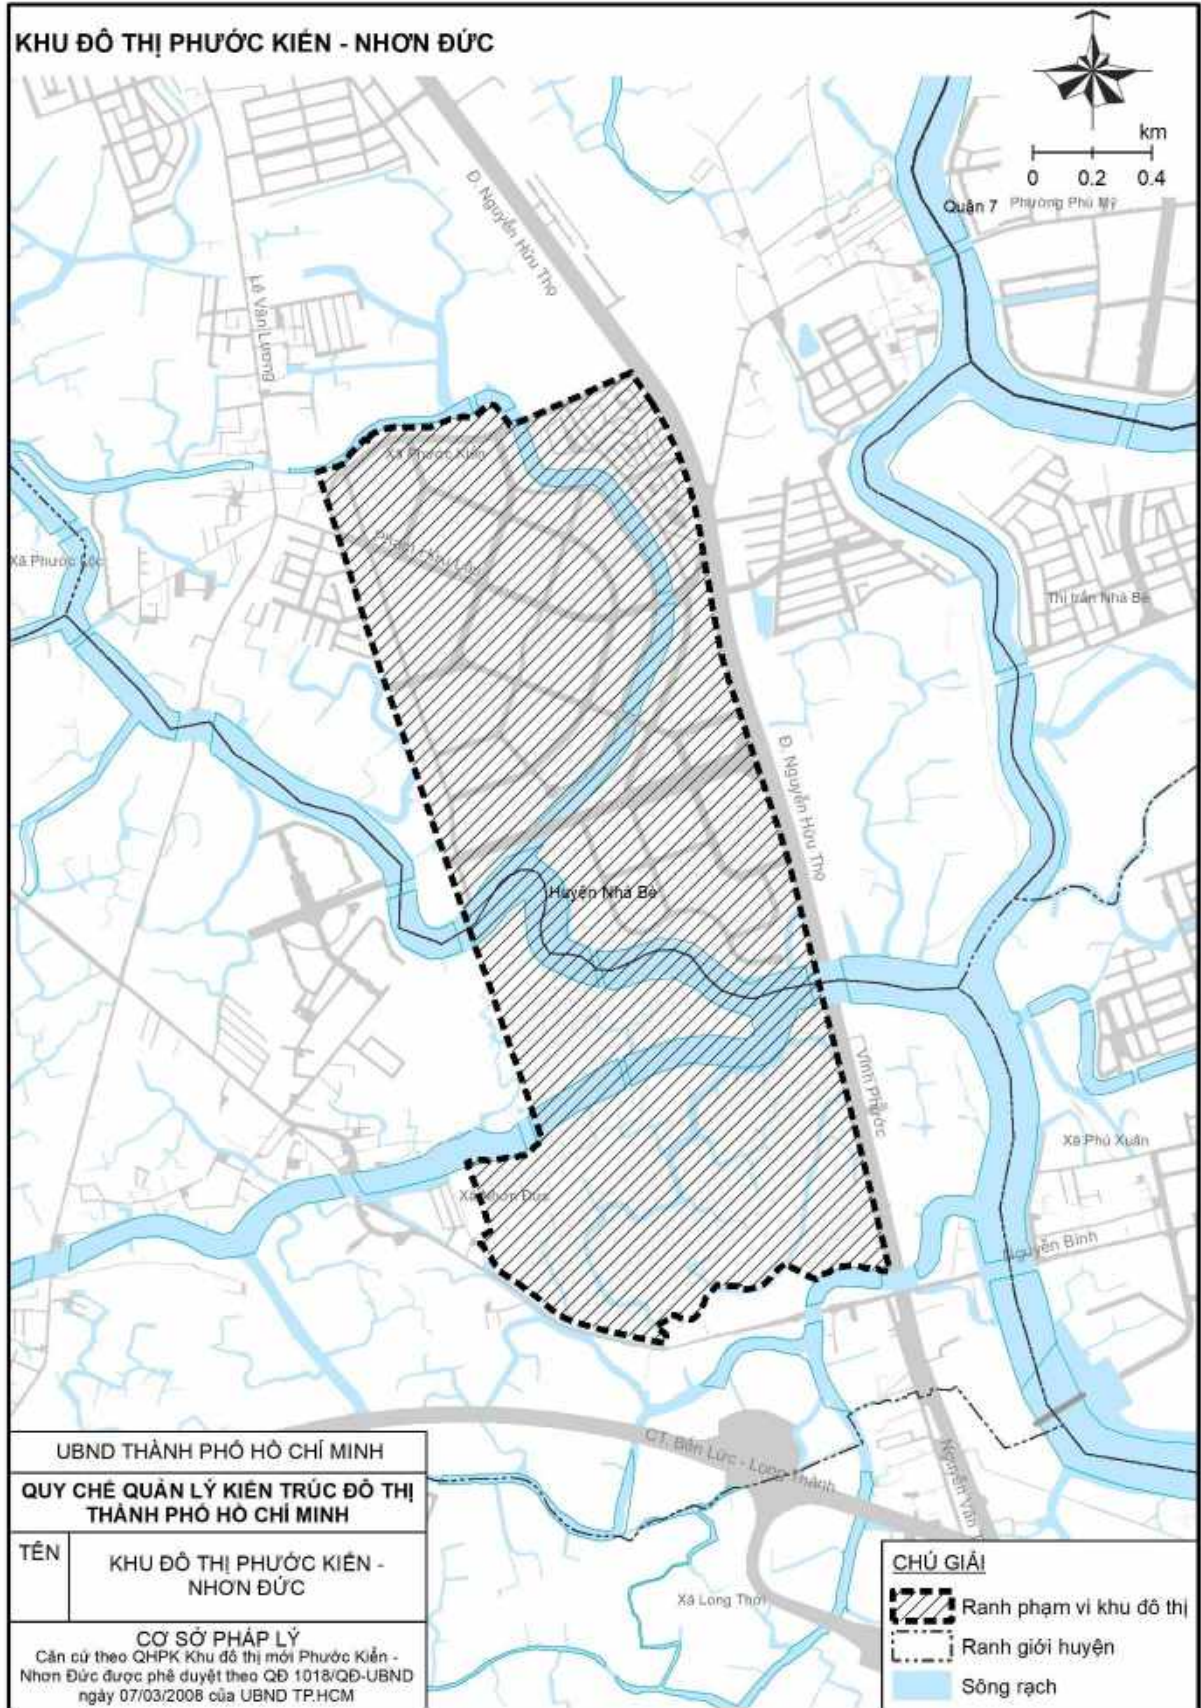 KHU ĐÔ THỊ PHƯỚC KIỂN - NHƠN ĐỨC
km
0 0.2 0.4
Quận 7 Phường Phú Mỹ
Đ. Nguyễn Hữu Thọ
Lê Văn Lương
Xã Phước Kiển
Phạm Hữu Lầu
Xã Phước Lộc
Thị trấn Nhà Bè
Đ. Nguyễn Hữu Thọ
Huyện Nhà Bè
Vĩnh Phước
Xã Phú Xuân
Xã Nhơn Đức
Nguyễn Bình
CT. Bến Lức - Long Thành
Nguyễn Văn
Xã Long Thới
UBND THÀNH PHỐ HỒ CHÍ MINH
QUY CHẾ QUẢN LÝ KIẾN TRÚC ĐÔ THỊ
THÀNH PHỐ HỒ CHÍ MINH
TÊN
KHU ĐÔ THỊ PHƯỚC KIỂN -
NHƠN ĐỨC
CƠ SỞ PHÁP LÝ
Căn cứ theo QHPK Khu đô thị mới Phước Kiển -
Nhơn Đức được phê duyệt theo QĐ 1018/QĐ-UBND
ngày 07/03/2008 của UBND TP.HCM
CHÚ GIẢI
Ranh phạm vi khu đô thị
Ranh giới huyện
Sông rạch